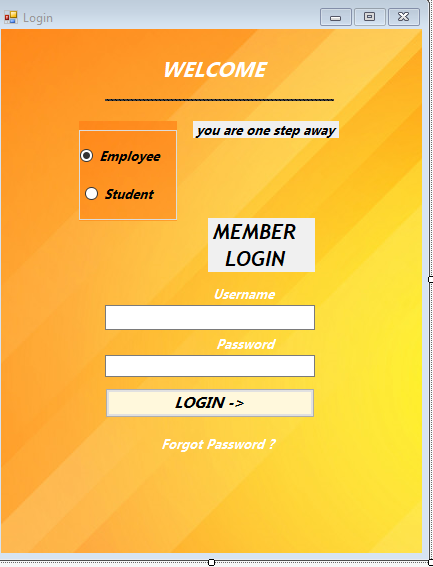 Login
WELCOME
you are one step away
Employee
Student
MEMBER
LOGIN
Username
Password
LOGIN ->
Forgot Password ?